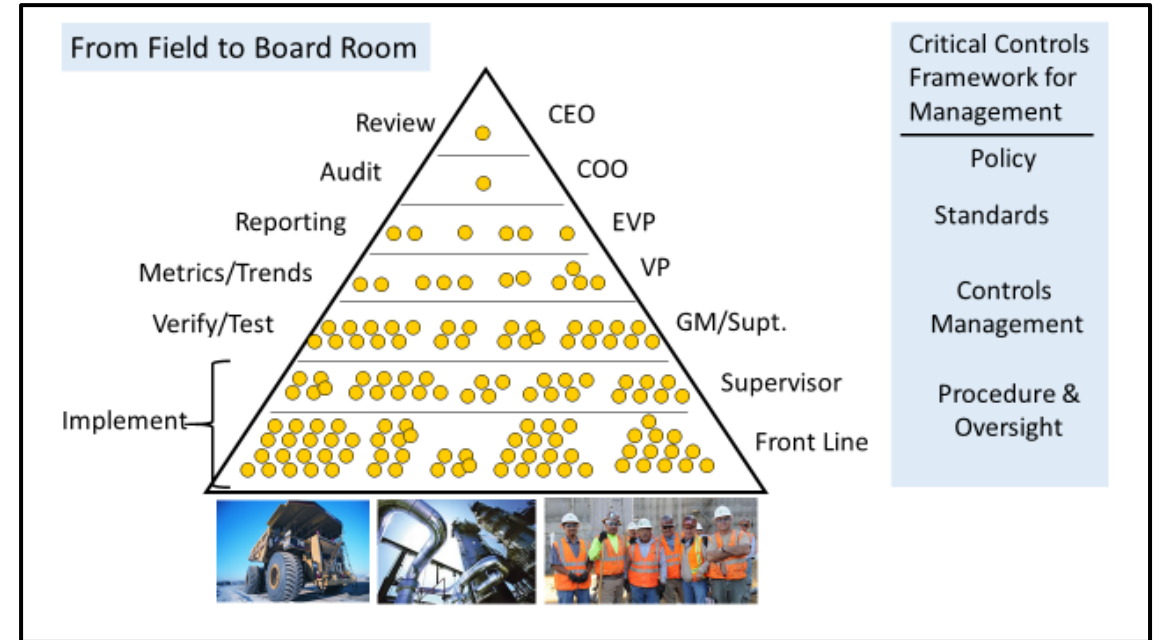 From Field to Board Room
Review
CEO
Audit
COO
Reporting
EVP
Metrics/Trends
VP
Verify/Test
GM/Supt.
Implement
Supervisor
Front Line
Critical Controls
Framework for
Management
Policy
Standards
Controls
Management
Procedure &
Oversight